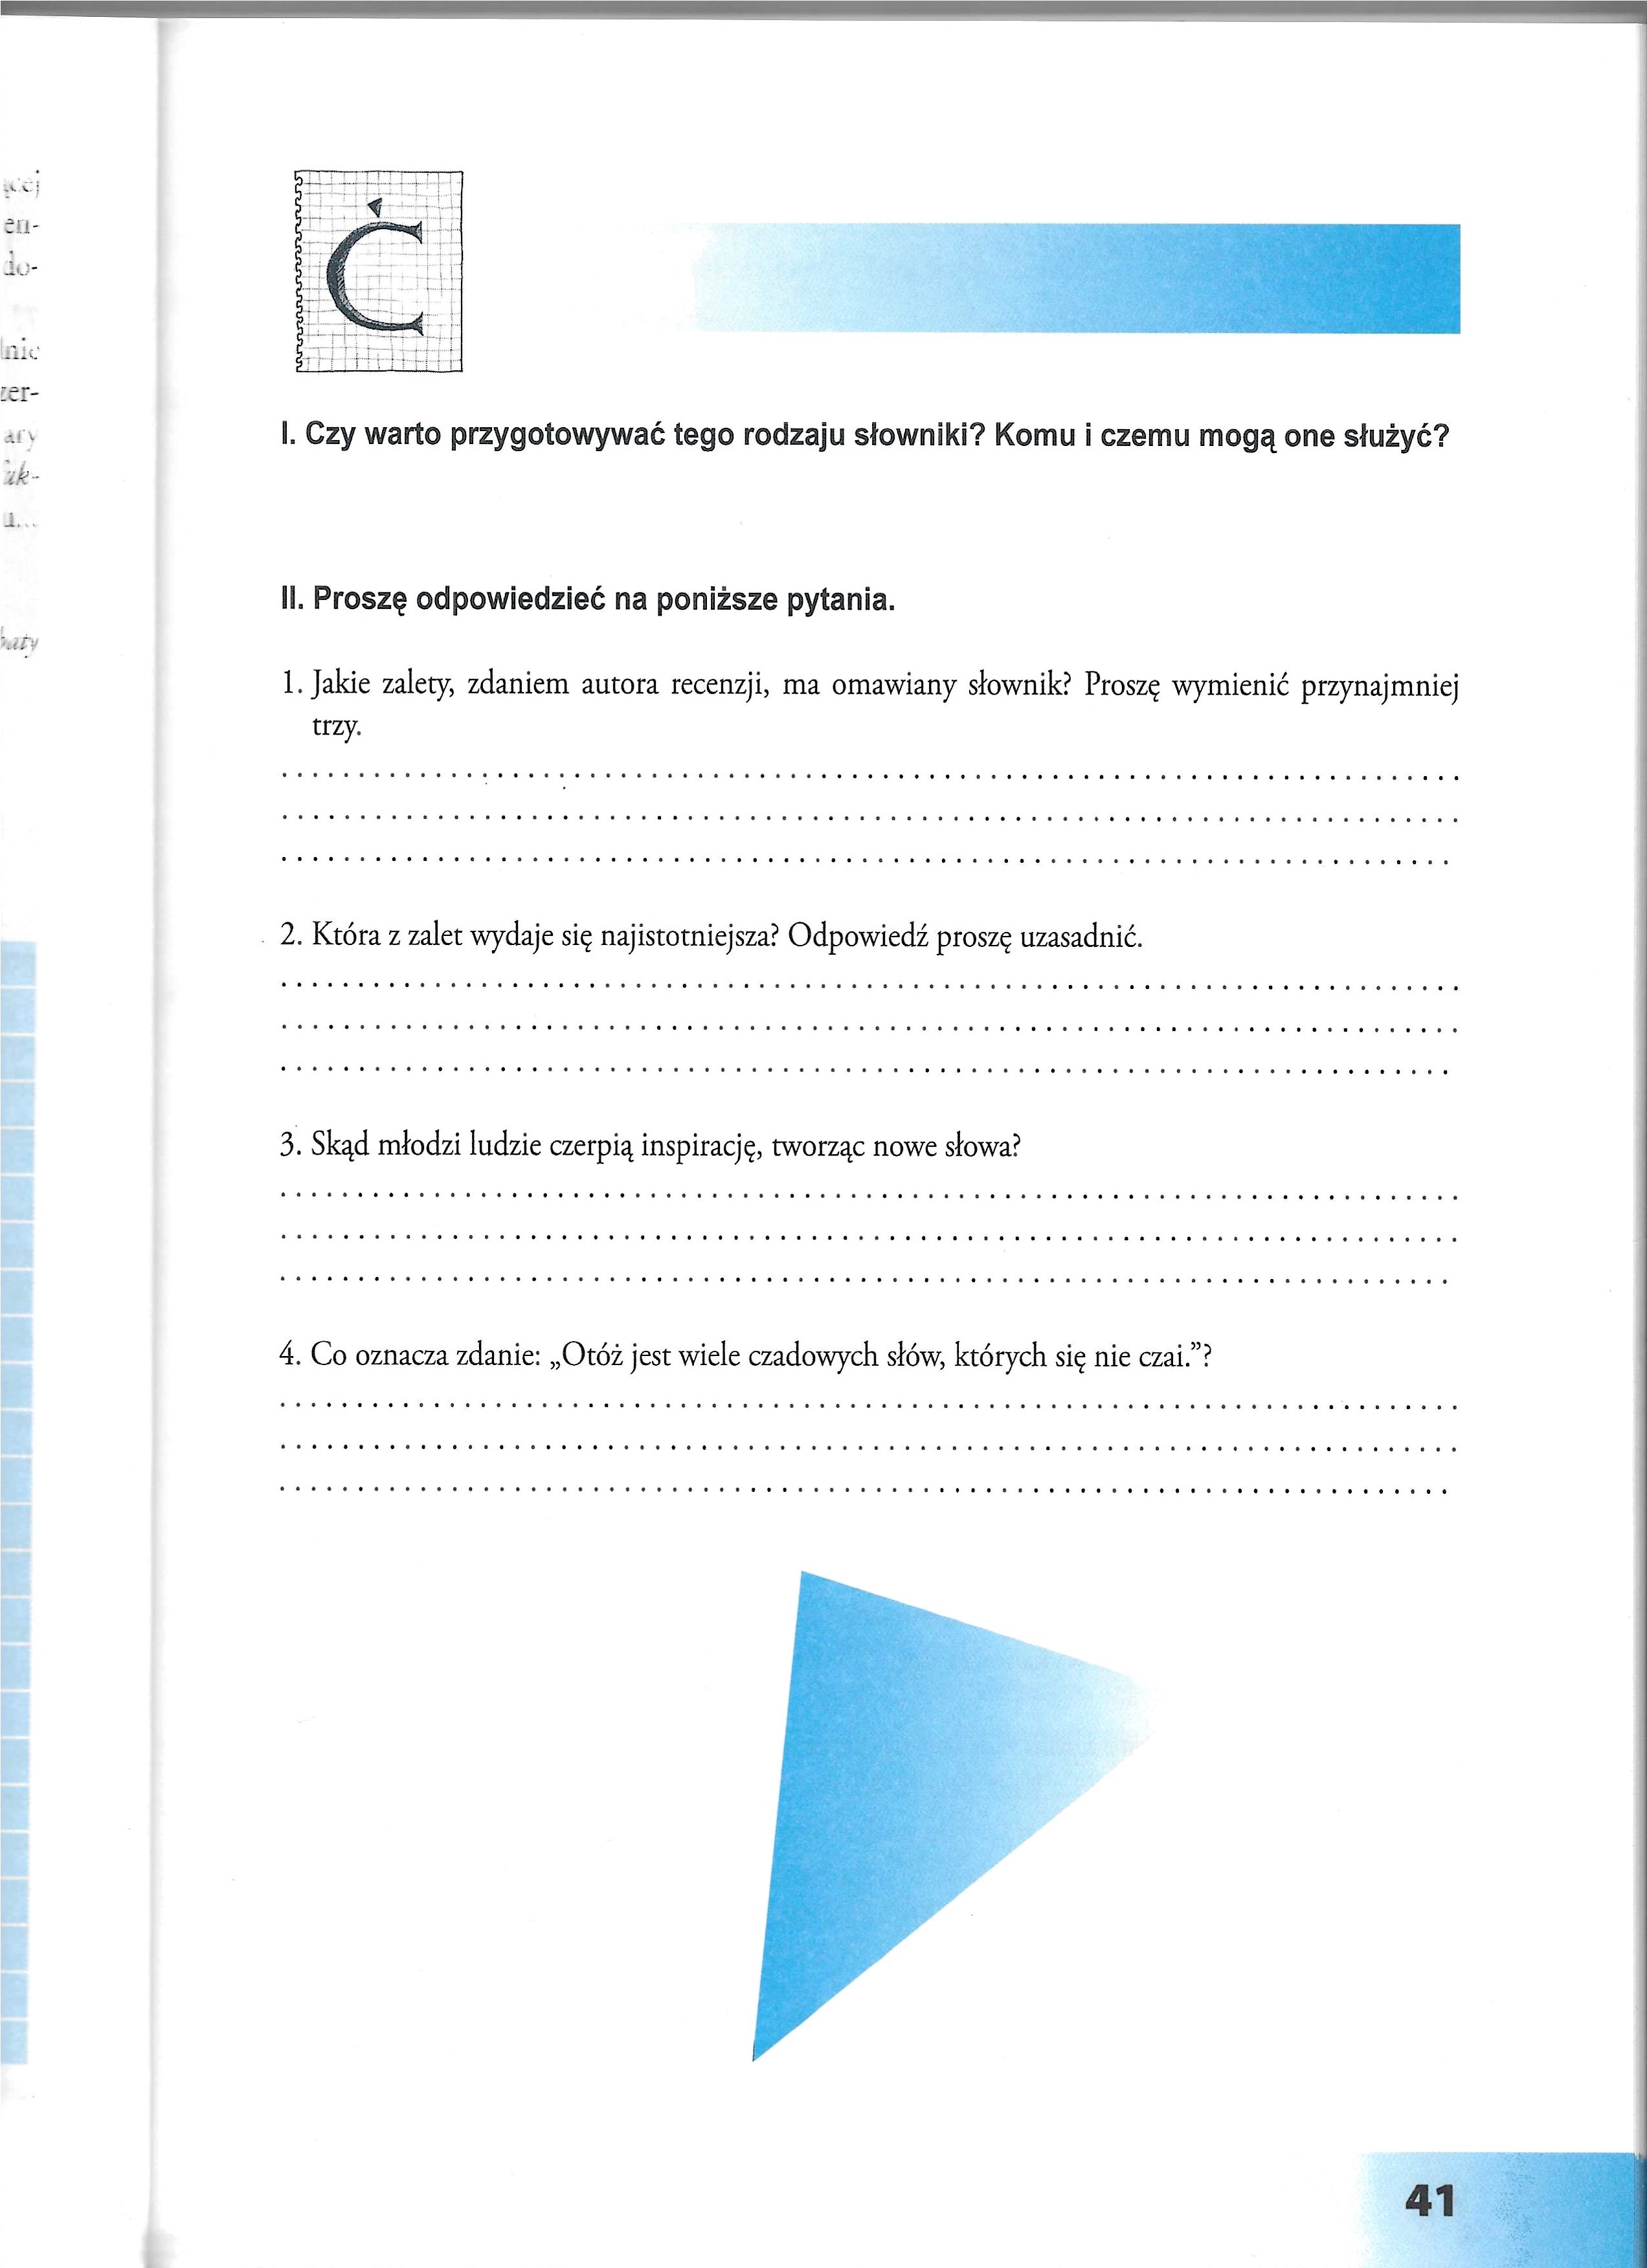 Ć
I. Czy warto przygotowywać tego rodzaju słowniki? Komu i czemu mogą one służyć?
II. Proszę odpowiedzieć na poniższe pytania.
1. Jakie zalety, zdaniem autora recenzji, ma omawiany słownik? Proszę wymienić przynajmniej
trzy.
2. Która z zalet wydaje się najistotniejsza? Odpowiedź proszę uzasadnić.
3. Skąd młodzi ludzie czerpią inspirację, tworząc nowe słowa?
4. Co oznacza zdanie: „Otóż jest wiele czadowych słów, których się nie czai.”?
41